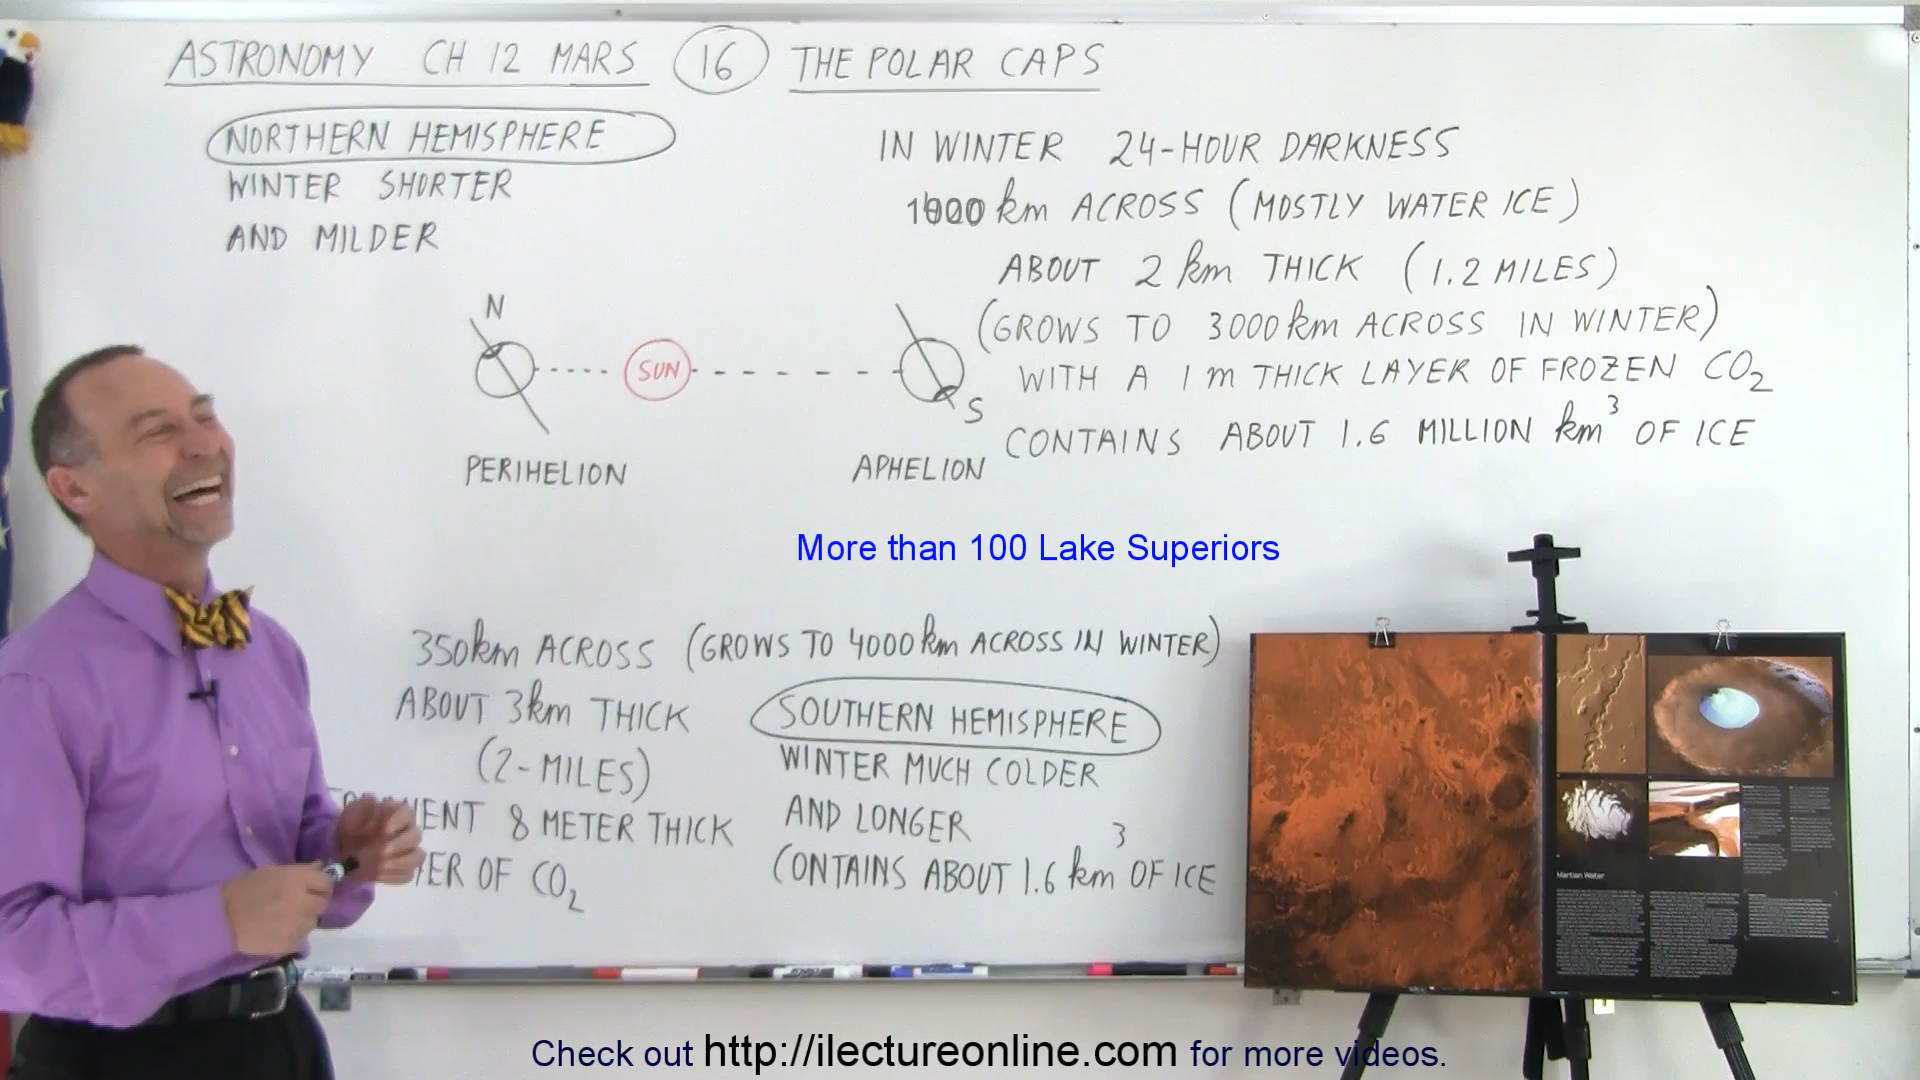 ASTRONOMY CH 12 MARS 16 THE POLAR CAPS
NORTHERN HEMISPHERE
WINTER SHORTER
AND MILDER
IN WINTER 24-HOUR DARKNESS
km ACROSS (MOSTLY WATER ICE)
ABOUT 2 km THICK (1.2 MILES)
(GROWS TO 3000 km ACROSS IN WINTER)
WITH A 1 m THICK LAYER OF FROZEN CO2
CONTAINS ABOUT 1.6 MILLION km3 OF ICE
N
SUN
S
PERIHELION
APHELION
More than 100 Lake Superiors
350km ACROSS (GROWS TO 4000 km ACROSS IN WINTER)
ABOUT 3km THICK
(2-MILES)
8 METER THICK
OF CO2
SOUTHERN HEMISPHERE
WINTER MUCH COLDER
AND LONGER
CONTAINS ABOUT 1.6 km3 OF ICE
Martian Water
Check out http://ilectureonline.com for more videos.